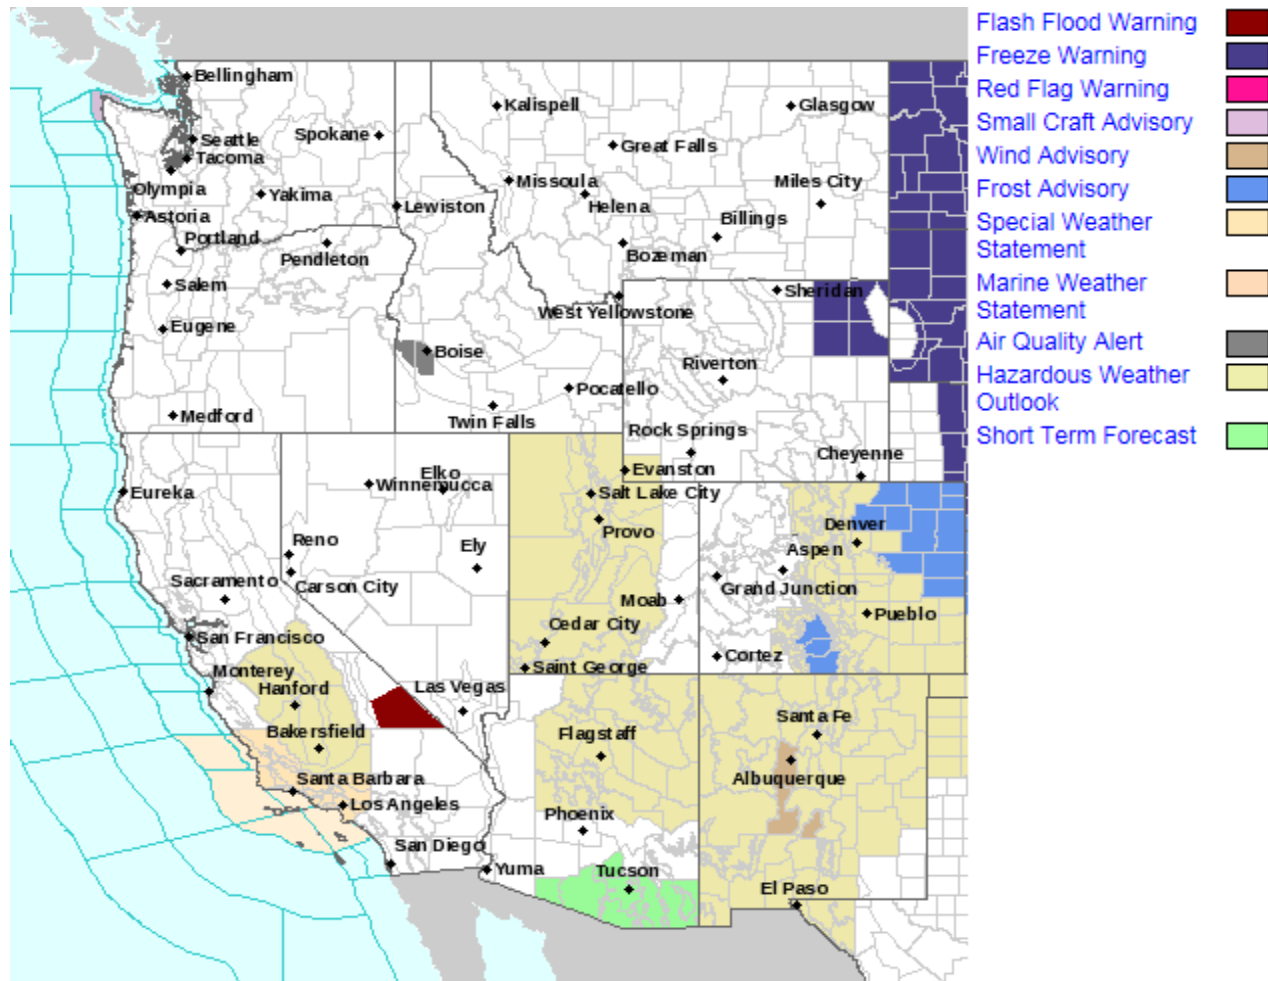 Flash Flood Warning
Freeze Warning
Red Flag Warning
Small Craft Advisory
Wind Advisory
Frost Advisory
Special Weather
Statement
Marine Weather
Statement
Air Quality Alert
Hazardous Weather
Outlook
Short Term Forecast
Bellingham
Kalispell
Glasgow
Seattle
Spokane
Great Falls
Tacoma
Olympia
Yakima
Missoula
Helena
Miles City
Lewiston
Astoria
Billings
Portland
Pendleton
Bozeman
Salem
Sheridan
West Yellowstone
Eugene
Boise
Riverton
Pocatello
Medford
Twin Falls
Rock Springs
Cheyenne
Evanston
Elko
Winnemucca
Eureka
Salt Lake City
Provo
Denver
Reno
Ely
Aspen
Sacramento
Carson City
Grand Junction
Moab
Pueblo
Cedar City
San Francisco
Cortez
Saint George
Monterey
Hanford
Las Vegas
Santa Fe
Bakersfield
Flagstaff
Albuquerque
Santa Barbara
Los Angeles
Phoenix
San Diego
Yuma
Tucson
El Paso